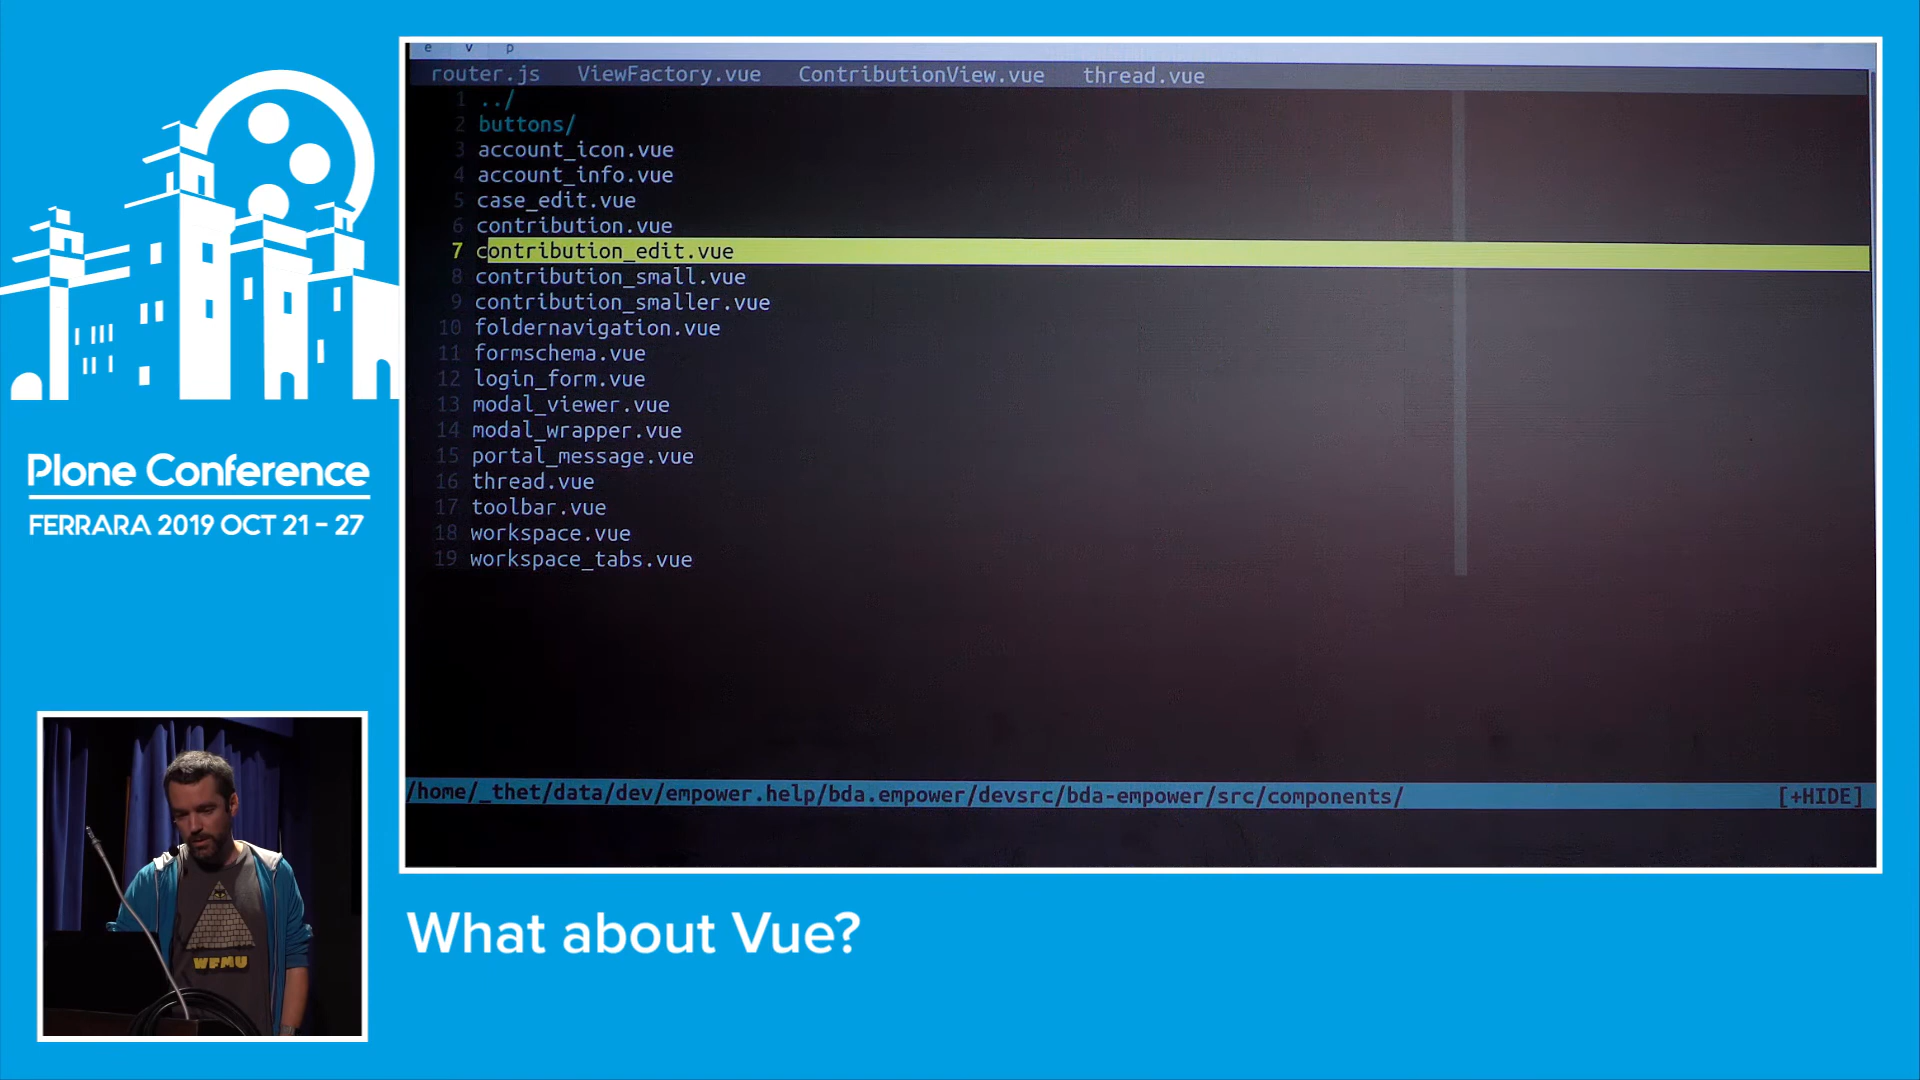 e v p
router.js ViewFactory.vue ContributionView.vue thread.vue
1 ../
2 buttons/
3 account_icon.vue
4 account_info.vue
5 case_edit.vue
6 contribution.vue
7 contribution_edit.vue
8 contribution_small.vue
9 contribution_smaller.vue
10 foldernavigation.vue
11 formschema.vue
12 login_form.vue
13 modal_viewer.vue
14 modal_wrapper.vue
15 portal_message.vue
16 thread.vue
17 toolbar.vue
18 workspace.vue
19 workspace_tabs.vue
/home/_thet/data/dev/empower.help/bda.empower/devsrc/bda-empower/src/components/ [+HIDE]
Plone Conference
FERRARA 2019 OCT 21 - 27
WFMU
What about Vue?